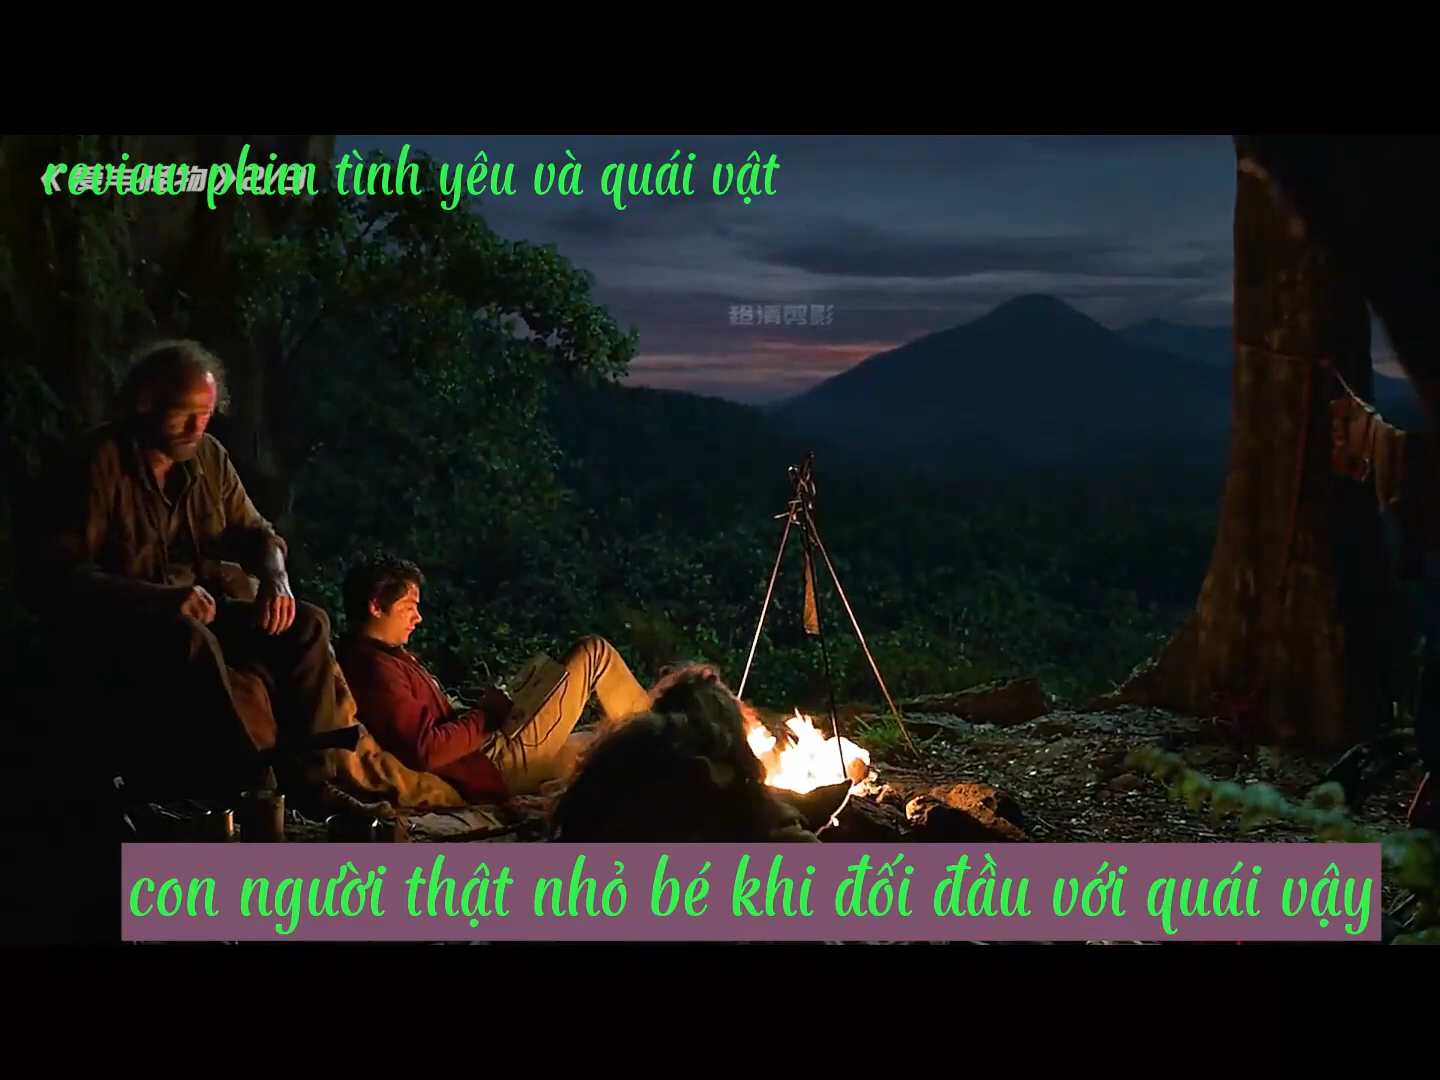 review phim tình yêu và quái vật
超清剪影
con người thật nhỏ bé khi đối đầu với quái vậy